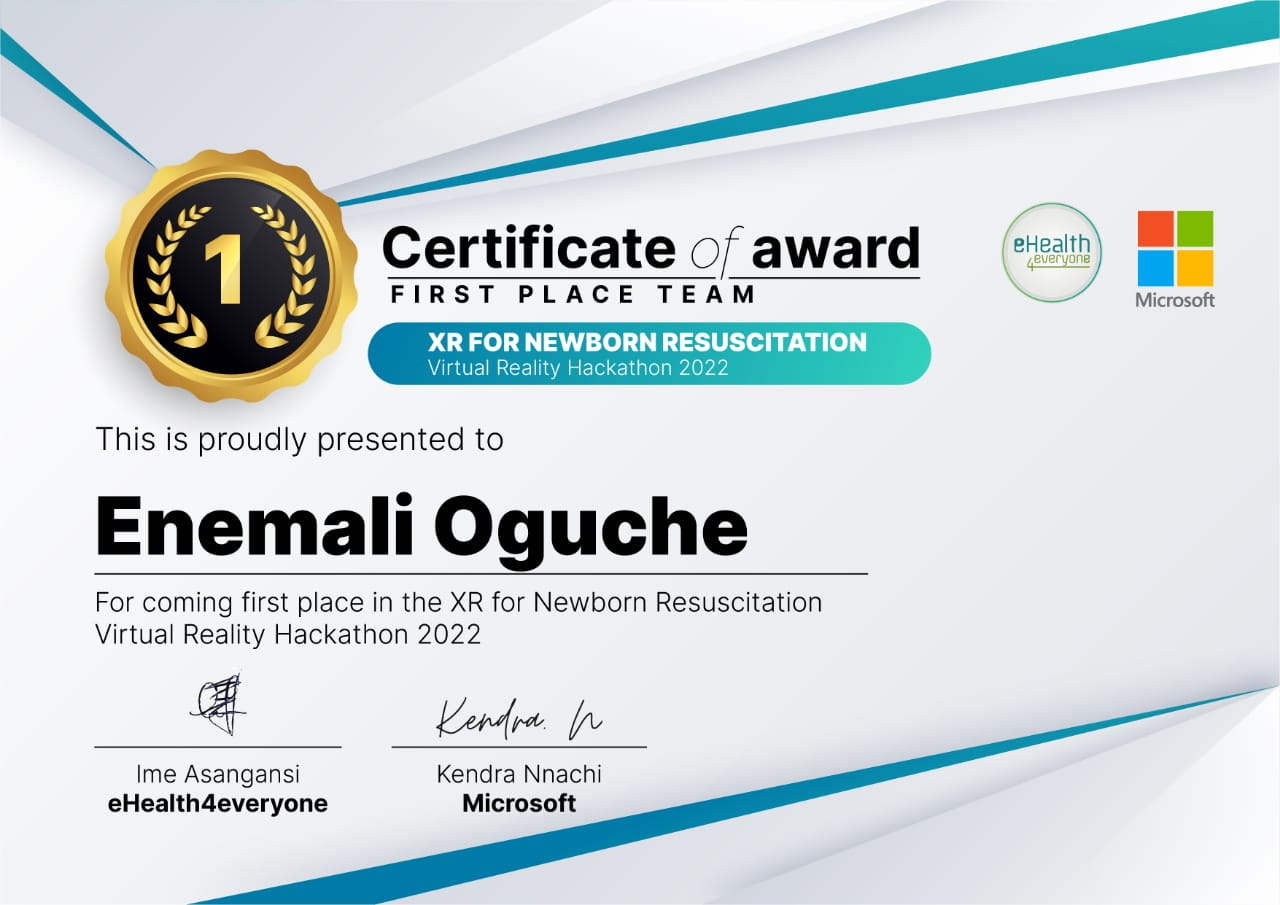 1
Certificate of award
FIRST PLACE TEAM
XR FOR NEWBORN RESUSCITATION
Virtual Reality Hackathon 2022
eHealth
4everyone
Microsoft
This is proudly presented to
Enemali Oguche
For coming first place in the XR for Newborn Resuscitation
Virtual Reality Hackathon 2022
Kendra. N
Ime Asangansi
eHealth4everyone
Kendra Nnachi
Microsoft